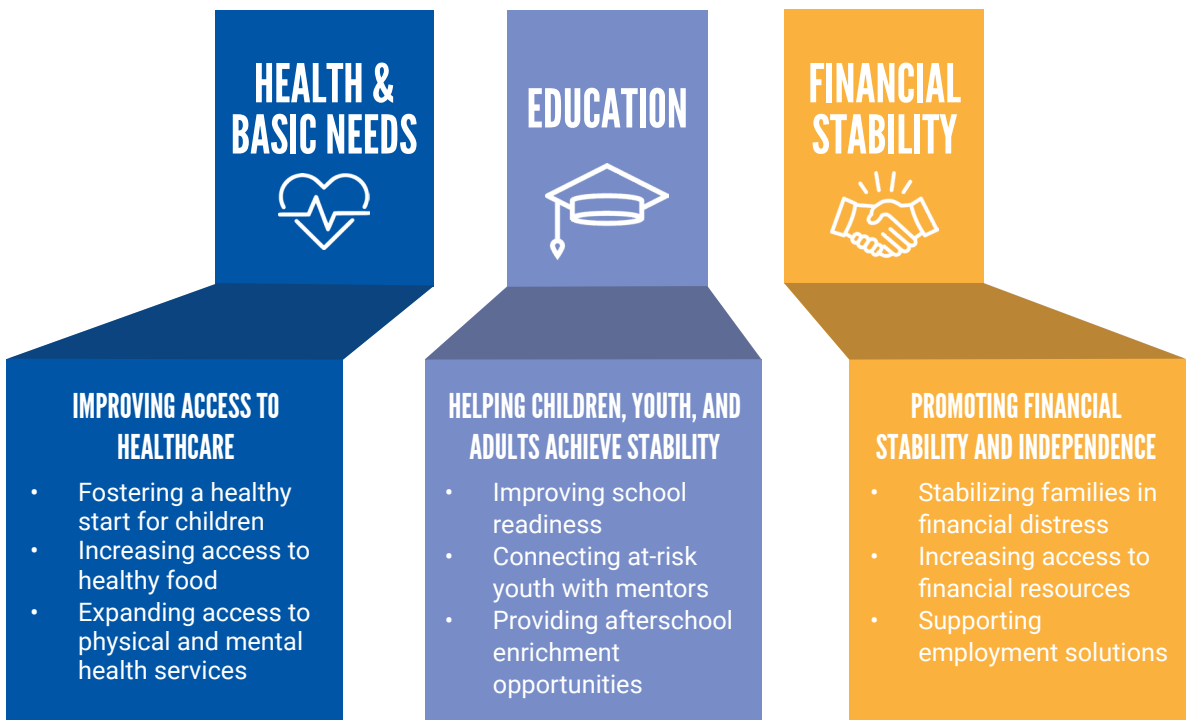 HEALTH &
BASIC NEEDS
EDUCATION
FINANCIAL
STABILITY
IMPROVING ACCESS TO
HEALTHCARE
• Fostering a healthy
start for children
• Increasing access to
healthy food
• Expanding access to
physical and mental
health services
HELPING CHILDREN, YOUTH, AND
ADULTS ACHIEVE STABILITY
• Improving school
readiness
• Connecting at-risk
youth with mentors
• Providing afterschool
enrichment
opportunities
PROMOTING FINANCIAL
STABILITY AND INDEPENDENCE
• Stabilizing families in
financial distress
• Increasing access to
financial resources
• Supporting
employment solutions